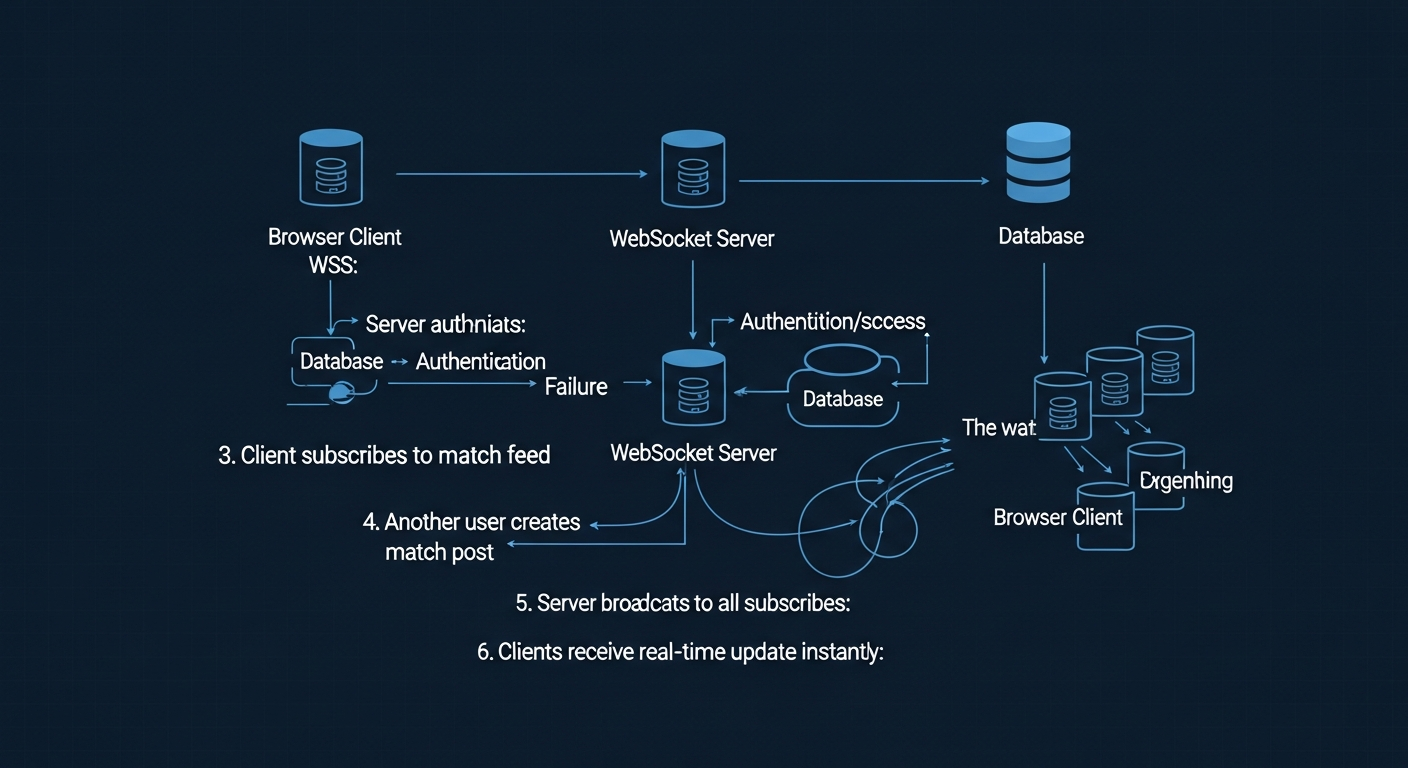 Browser Client
WSS:
WebSocket Server
Database
Server authniats:
Authentition/sccess
Database
Authentication
Failure
Database
The wat
3. Client subscribes to match feed
WebSocket Server
Browser Client
4. Another user creates
match post
5. Server broadcats to all subscribes:
6. Clients receive real-time update instantly: